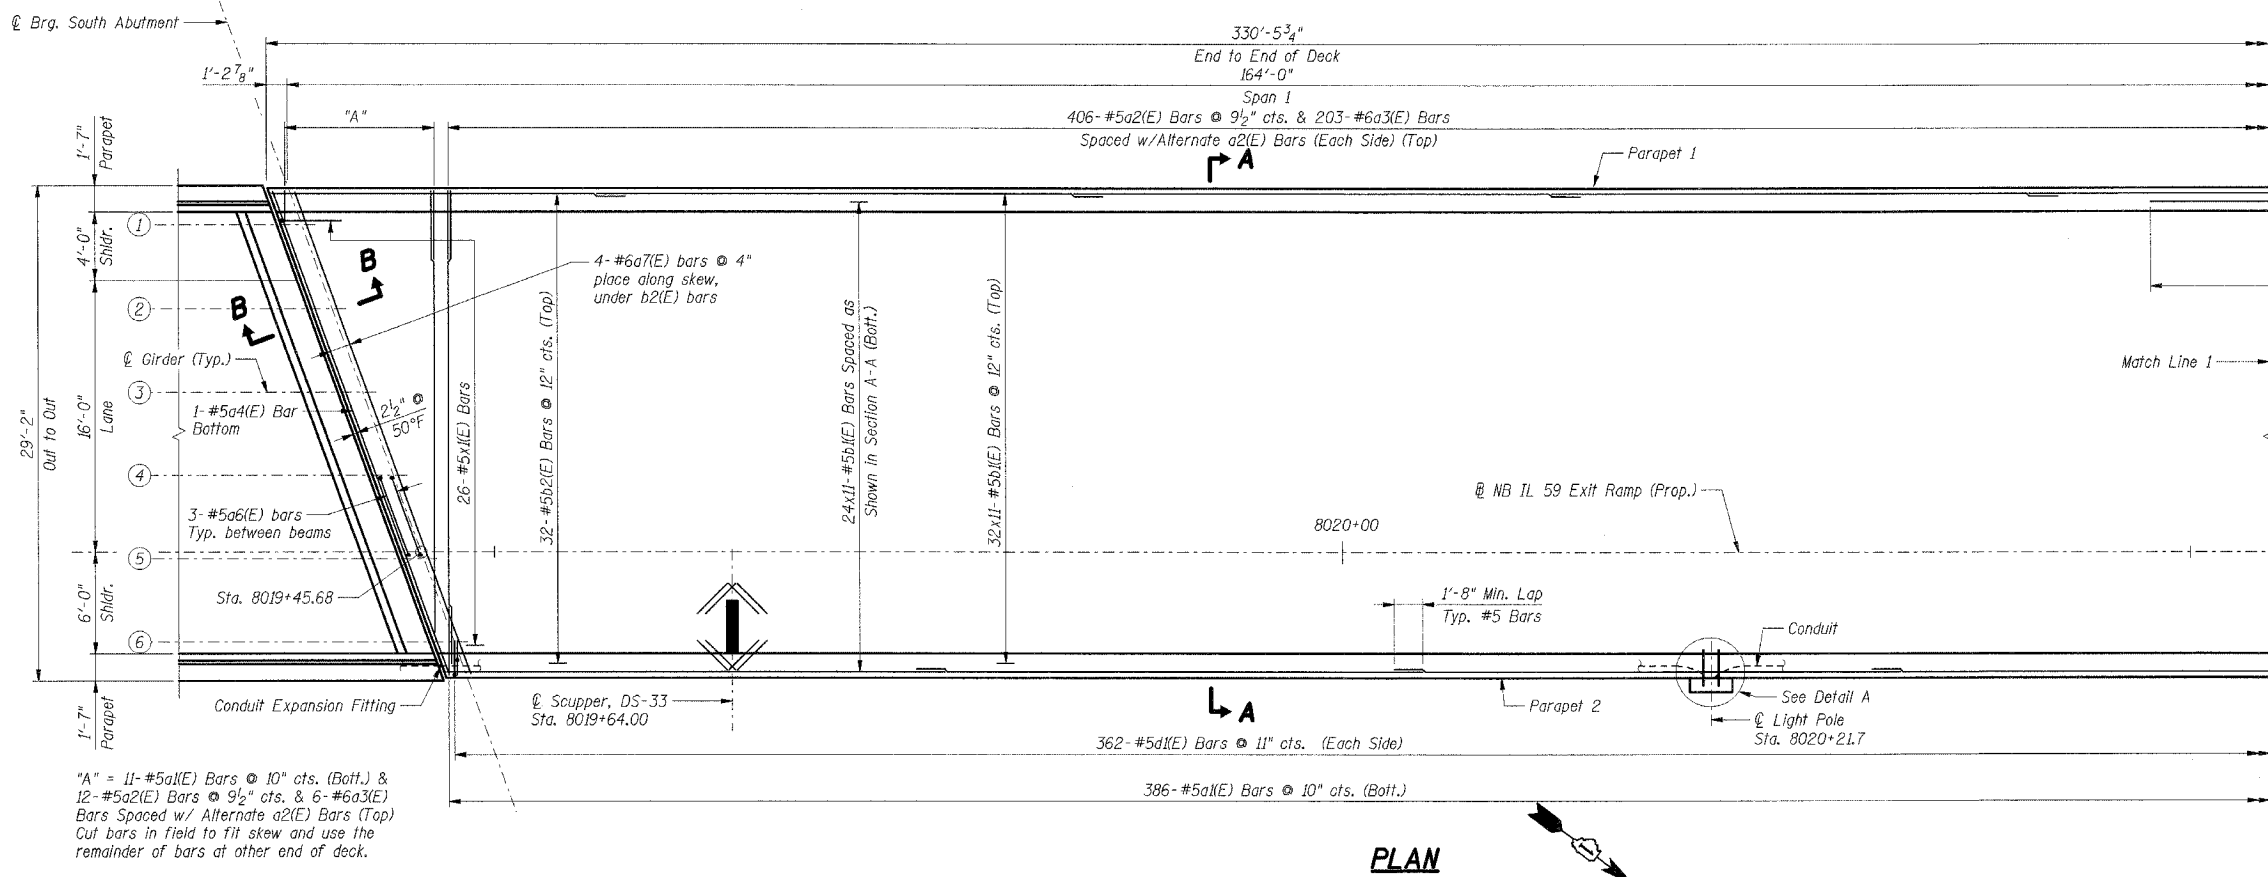 ℄ Brg. South Abutment
330'-5 3/4"
End to End of Deck
1'-2 7/8"
164'-0"
Span 1
"A"
406-#5a2(E) Bars @ 9 1/2" cts. & 203-#6a3(E) Bars
Spaced w/Alternate a2(E) Bars (Each Side) (Top)
1'-7"
Parapet
A
Parapet 1
1
4'-0"
Shldr.
B
4-#6a7(E) bars @ 4"
place along skew,
under b2(E) bars
2
B
℄ Girder (Typ.)
Match Line 1
3
29'-2"
Out to Out
16'-0"
Lane
1-#5a4(E) Bar
Bottom
2 1/2" @
50°F
26-#5x1(E) Bars
32-#5b2(E) Bars @ 12" cts. (Top)
24x11-#5b1(E) Bars Spaced as
Shown in Section A-A (Bott.)
32x11-#5b1(E) Bars @ 12" cts. (Top)
4
3-#5a6(E) bars
Typ. between beams
NB IL 59 Exit Ramp (Prop.)
8020+00
5
Sta. 8019+45.68
6'-0"
Shldr.
1'-8" Min. Lap
Typ. #5 Bars
Conduit
6
1'-7"
Parapet
Conduit Expansion Fitting
℄ Scupper, DS-33
Sta. 8019+64.00
A
Parapet 2
See Detail A
℄ Light Pole
Sta. 8020+21.7
362-#5d1(E) Bars @ 11" cts. (Each Side)
386-#5a1(E) Bars @ 10" cts. (Bott.)
"A" = 11-#5a1(E) Bars @ 10" cts. (Bott.) &
12-#5a2(E) Bars @ 9 1/2" cts. & 6-#6a3(E)
Bars Spaced w/ Alternate a2(E) Bars (Top)
Cut bars in field to fit skew and use the
remainder of bars at other end of deck.
PLAN